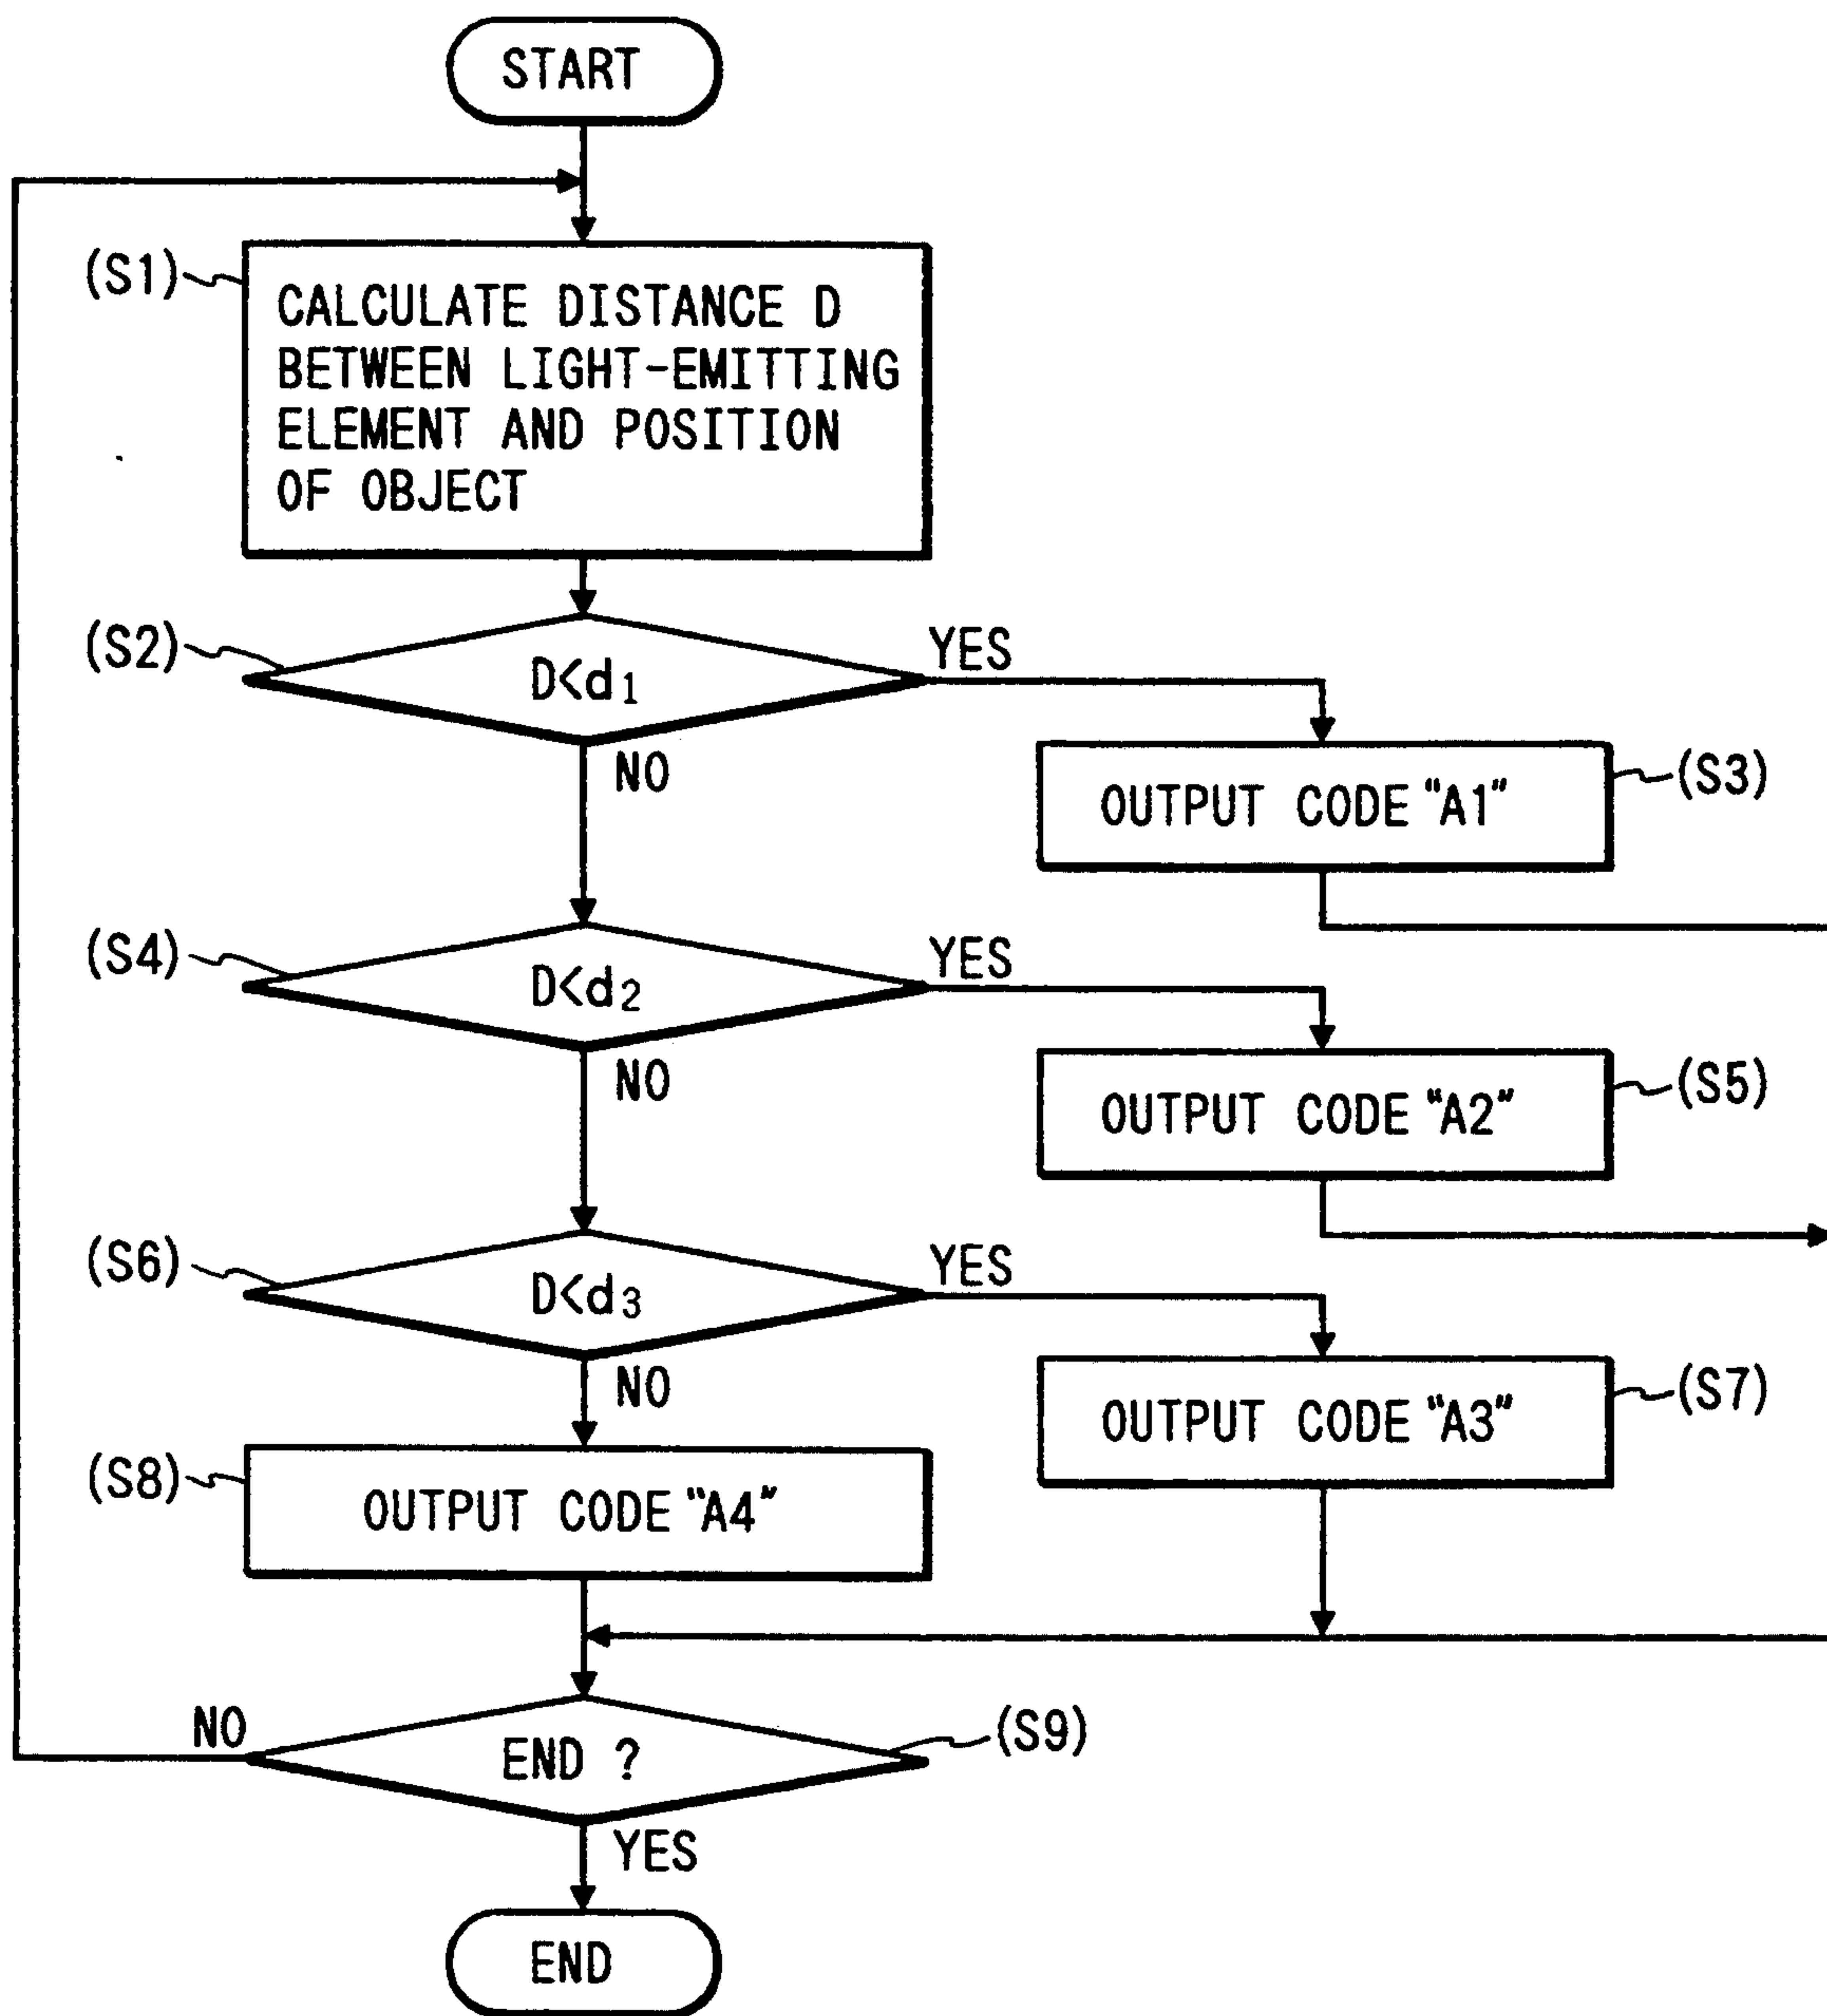 START
(S1)
CALCULATE DISTANCE D
BETWEEN LIGHT-EMITTING
ELEMENT AND POSITION
OF OBJECT
(S2)
D<d1
YES
NO
OUTPUT CODE "A1"
(S3)
(S4)
D<d2
YES
NO
OUTPUT CODE "A2"
(S5)
(S6)
D<d3
YES
NO
OUTPUT CODE "A3"
(S7)
(S8)
OUTPUT CODE "A4"
NO
END ?
(S9)
YES
END